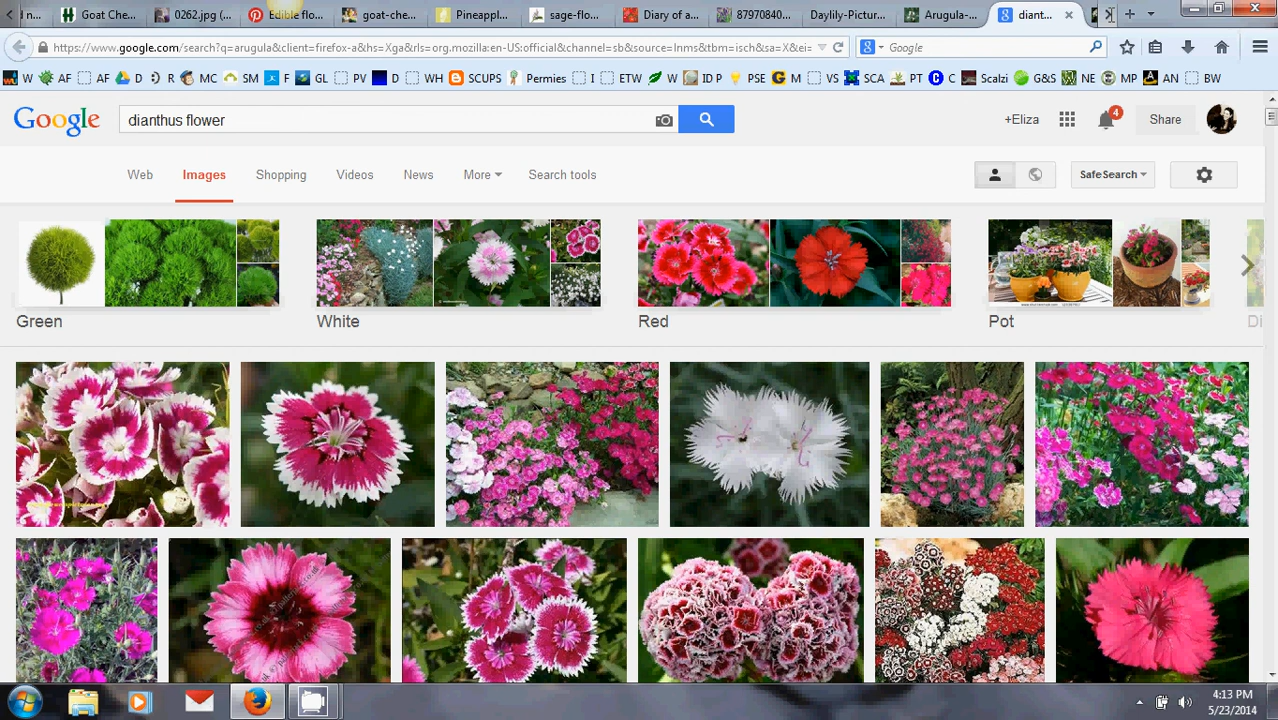 d n... Goat Che... 0262.jpg (... Edible flo... goat-che... Pineappl... sage-flo... Diary of a... 87970840... Daylily-Pictur... Arugula-... diant...
https://www.google.com/search?q=arugula&client=firefox-a&hs=Xga&rls=org.mozilla:en-US:official&channel=sb&source=lnms&tbm=isch&sa=X&ei= Google
W AF AF D R MC SM F GL PV D WH SCUPS Permies I ETW W ID P PSE M VS SCA PT C Scalzi G&S NE MP AN BW
Google dianthus flower +Eliza 4 Share
Web Images Shopping Videos News More Search tools SafeSearch
Green White Red Pot Di
4:13 PM
5/23/2014